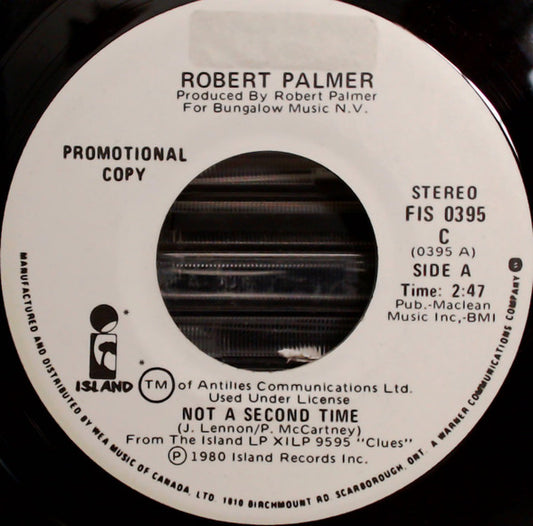 ROBERT PALMER
Produced By Robert Palmer
For Bungalow Music N.V.
PROMOTIONAL
COPY
STEREO
FIS 0395
C
(0395 A)
SIDE A
Time: 2:47
Pub.-Maclean
Music Inc,-BMI
ISLAND
TM of Antilles Communications Ltd.
Used Under License
NOT A SECOND TIME
(J. Lennon/P. McCartney)
From The Island LP XILP 9595 "Clues"
Ⓟ 1980 Island Records Inc.
MANUFACTURED AND DISTRIBUTED BY WEA MUSIC OF CANADA, LTD 1810 BIRCHMOUNT RD. SCARBOROUGH, ONT. A WARNER COMMUNICATIONS COMPANY